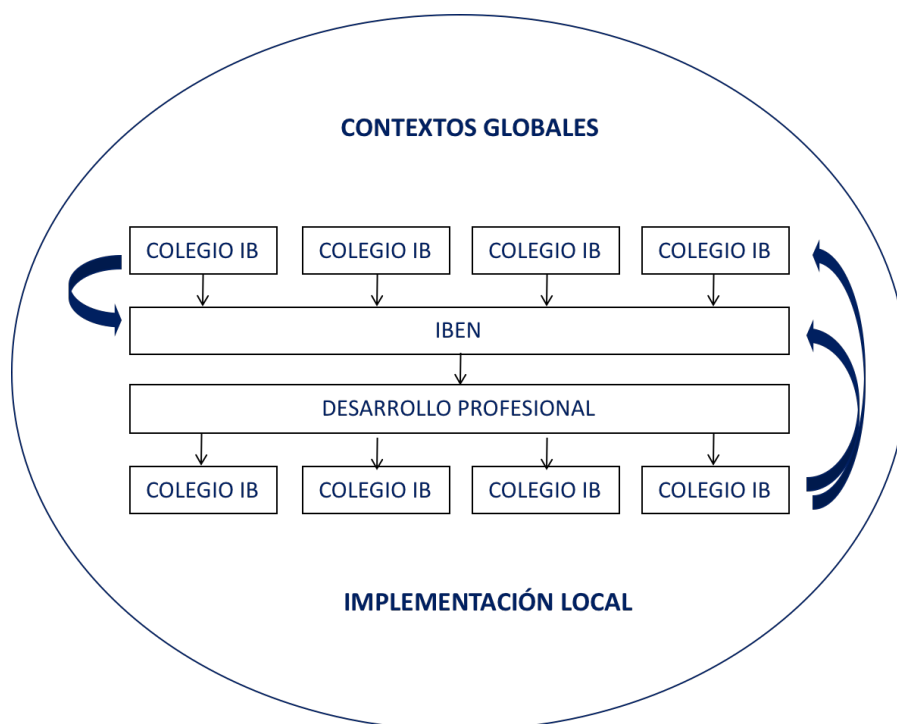 CONTEXTOS GLOBALES
COLEGIO IB
COLEGIO IB
COLEGIO IB
COLEGIO IB
IBEN
DESARROLLO PROFESIONAL
COLEGIO IB
COLEGIO IB
COLEGIO IB
COLEGIO IB
IMPLEMENTACIÓN LOCAL